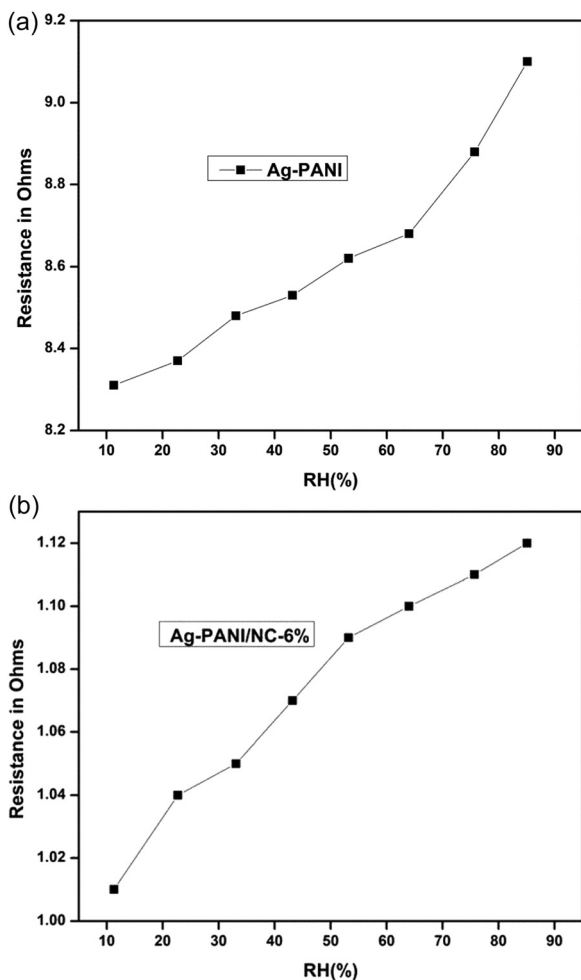 (a)
9.2
9.0
8.8
8.6
8.4
8.2
Resistance in Ohms
Ag-PANI
10 20 30 40 50 60 70 80 90
RH(%)
(b)
1.12
1.10
1.08
1.06
1.04
1.02
1.00
Resistance in Ohms
Ag-PANI/NC-6%
10 20 30 40 50 60 70 80 90
RH(%)